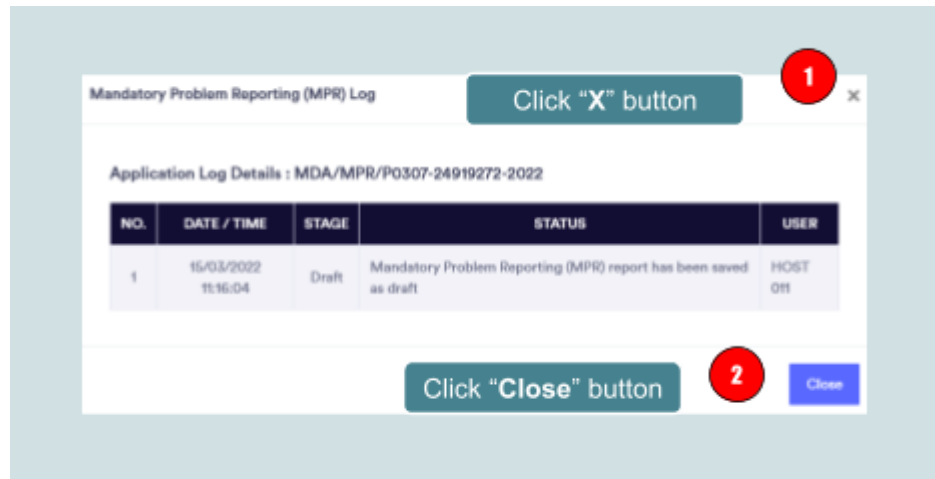 1
Mandatory Problem Reporting (MPR) Log
Click “X” button
×
Application Log Details : MDA/MPR/P0307-24919272-2022
NO. DATE / TIME STAGE STATUS USER
1 15/03/2022 Draft Mandatory Problem Reporting (MPR) report has been saved HOST
11:16:04 as draft 011
Click “Close” button
2
Close